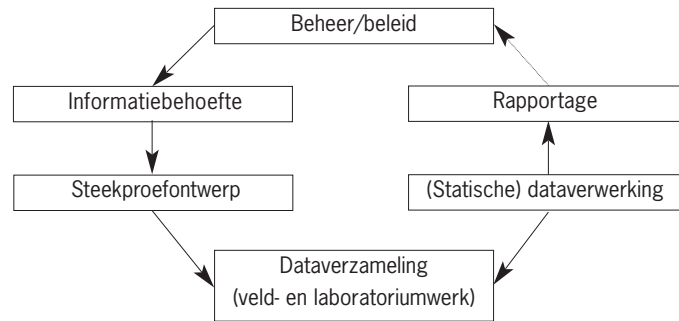 Beheer/beleid
Informatiebehoefte
Rapportage
Steekproefontwerp
(Statische) dataverwerking
Dataverzameling
(veld- en laboratoriumwerk)